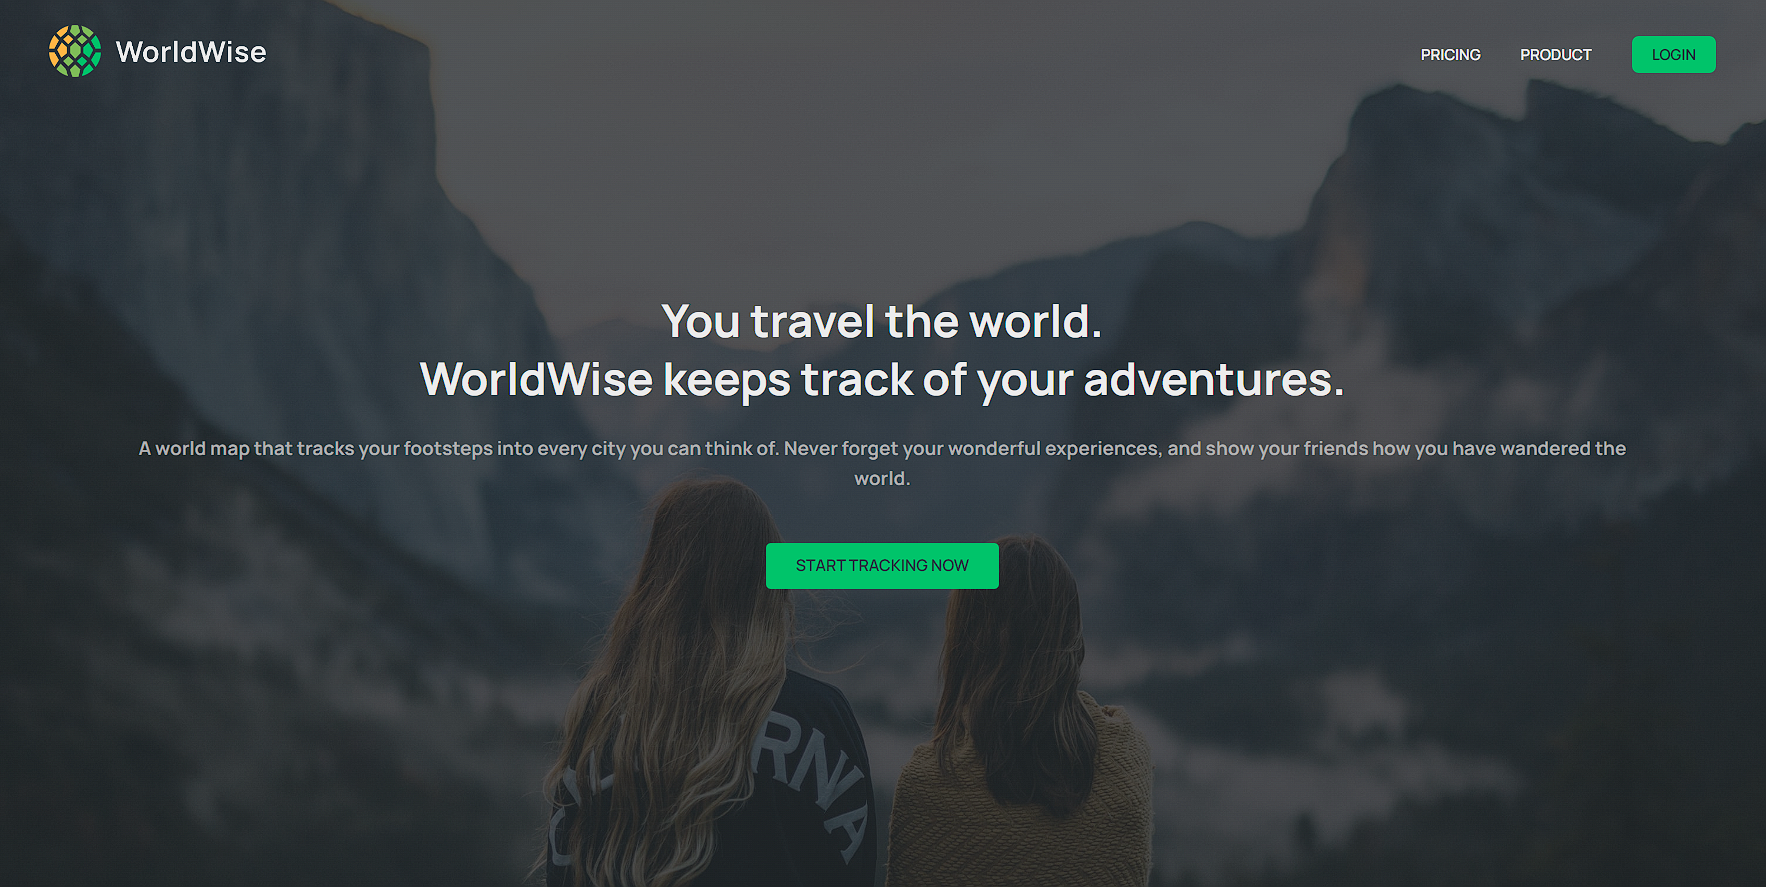 WorldWise
PRICING
PRODUCT
LOGIN
You travel the world.
WorldWise keeps track of your adventures.
A world map that tracks your footsteps into every city you can think of. Never forget your wonderful experiences, and show your friends how you have wandered the
world.
START TRACKING NOW